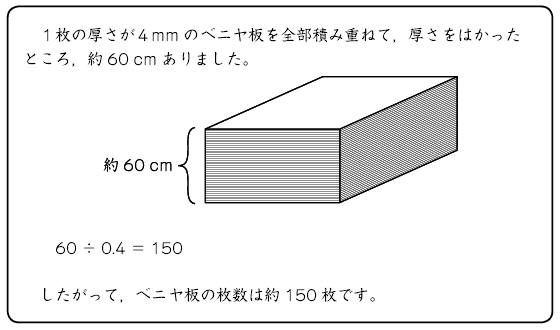 1枚の厚さが4mmのベニヤ板を全部積み重ねて，厚さをはかった
ところ，約60cmありました。
約60cm
60÷0.4＝150
したがって，ベニヤ板の枚数は約150枚です。